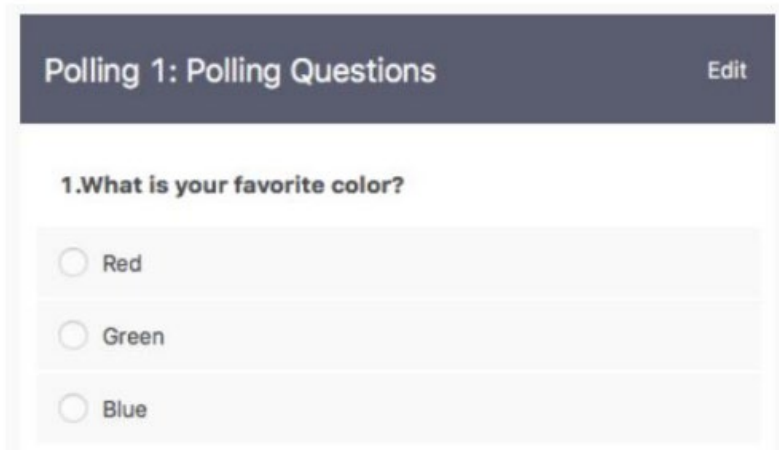 Polling 1: Polling Questions Edit
1.What is your favorite color?
Red
Green
Blue